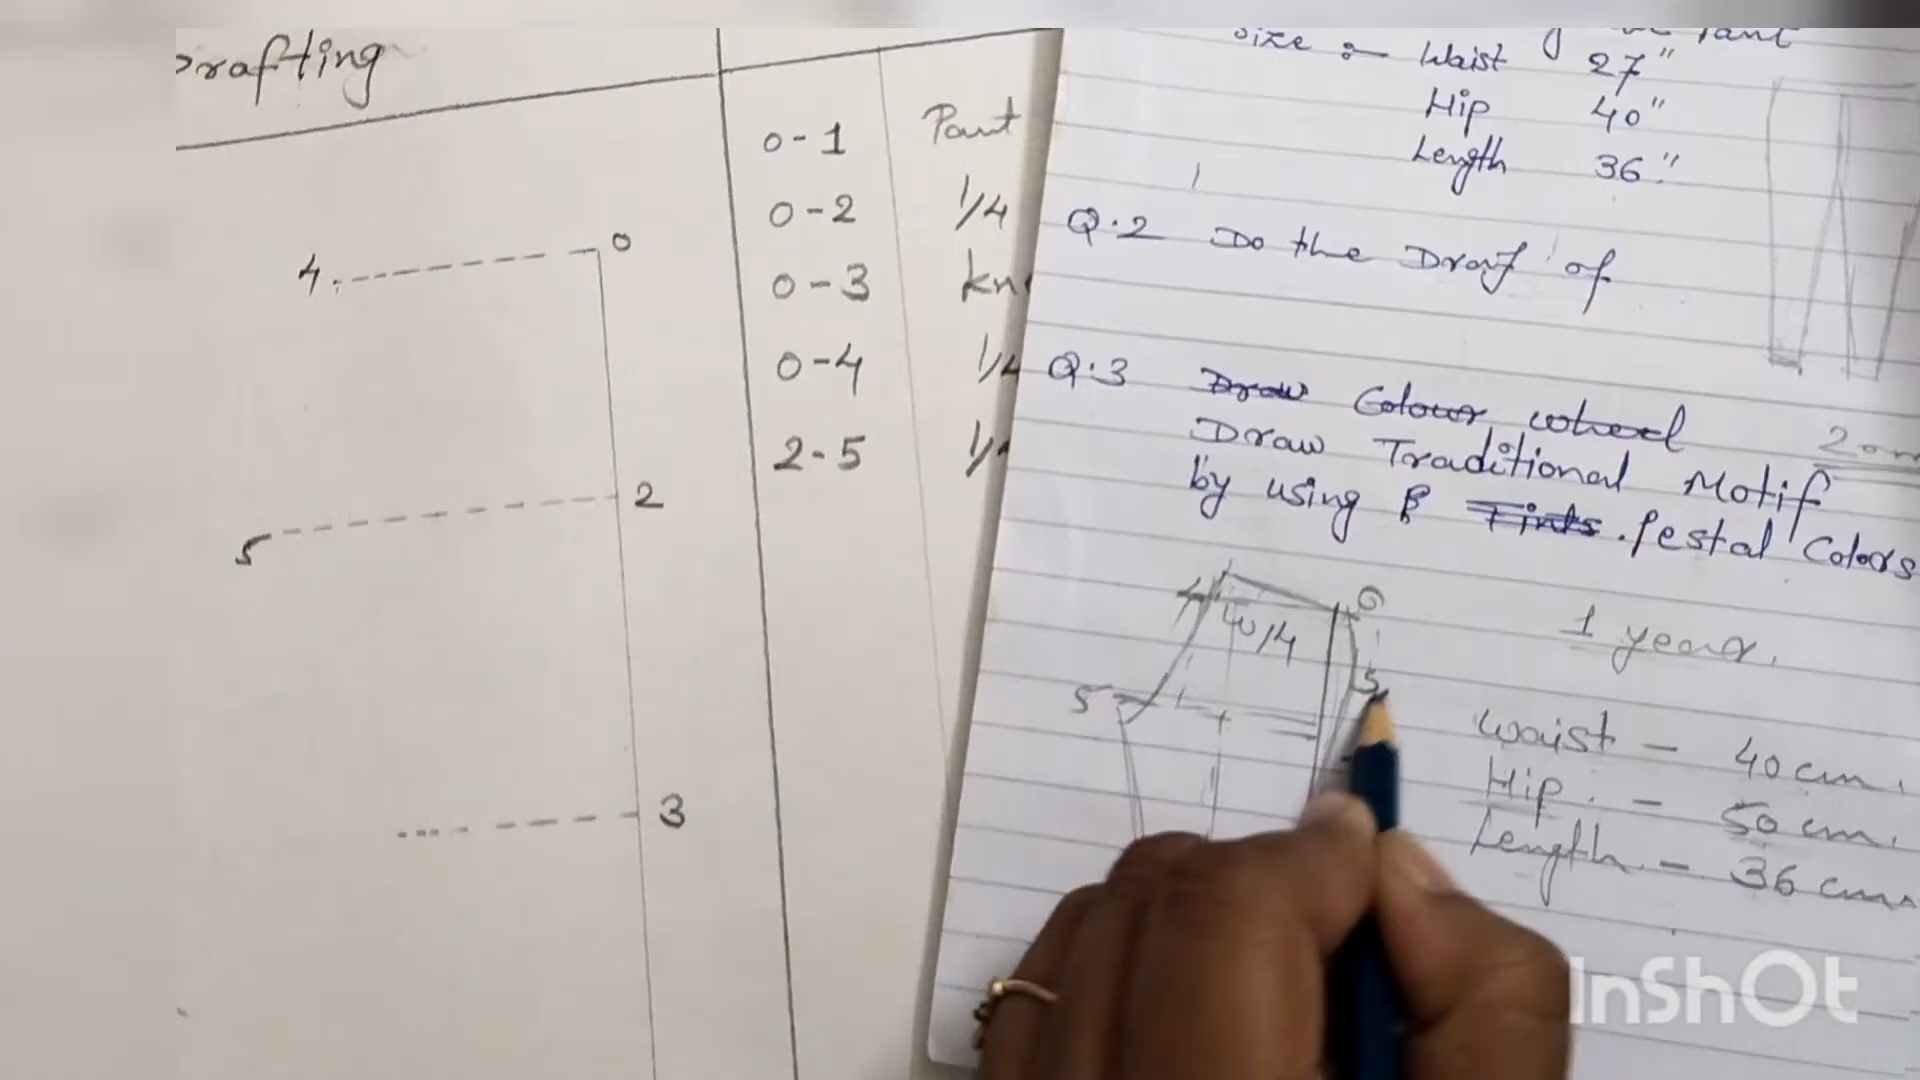 Drafting
0-1 Pant
0-2 1/4
0-3
0-4 1/4
2-5
4 0
5 2
3
Size :- Waist 27"
Hip 40"
Length 36"
Q.2 Do the Draf of
Q.3 Draw Colour wheel
Draw Traditional Motif
by using Tints. Pestal Colors
4 0
40/4
5 5
1 year.
Waist - 40 cm.
Hip. - 50 cm.
Length. - 36 cm.
InShOt